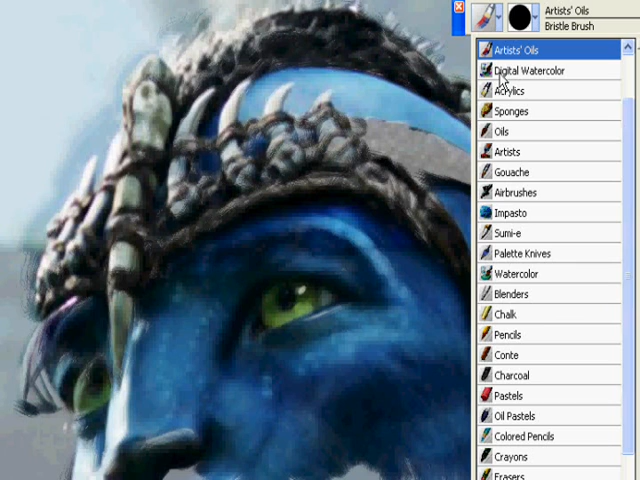 Artists' Oils
Bristle Brush
Artists' Oils
Digital Watercolor
Acrylics
Sponges
Oils
Artists
Gouache
Airbrushes
Impasto
Sumi-e
Palette Knives
Watercolor
Blenders
Chalk
Pencils
Conte
Charcoal
Pastels
Oil Pastels
Colored Pencils
Crayons
Erasers